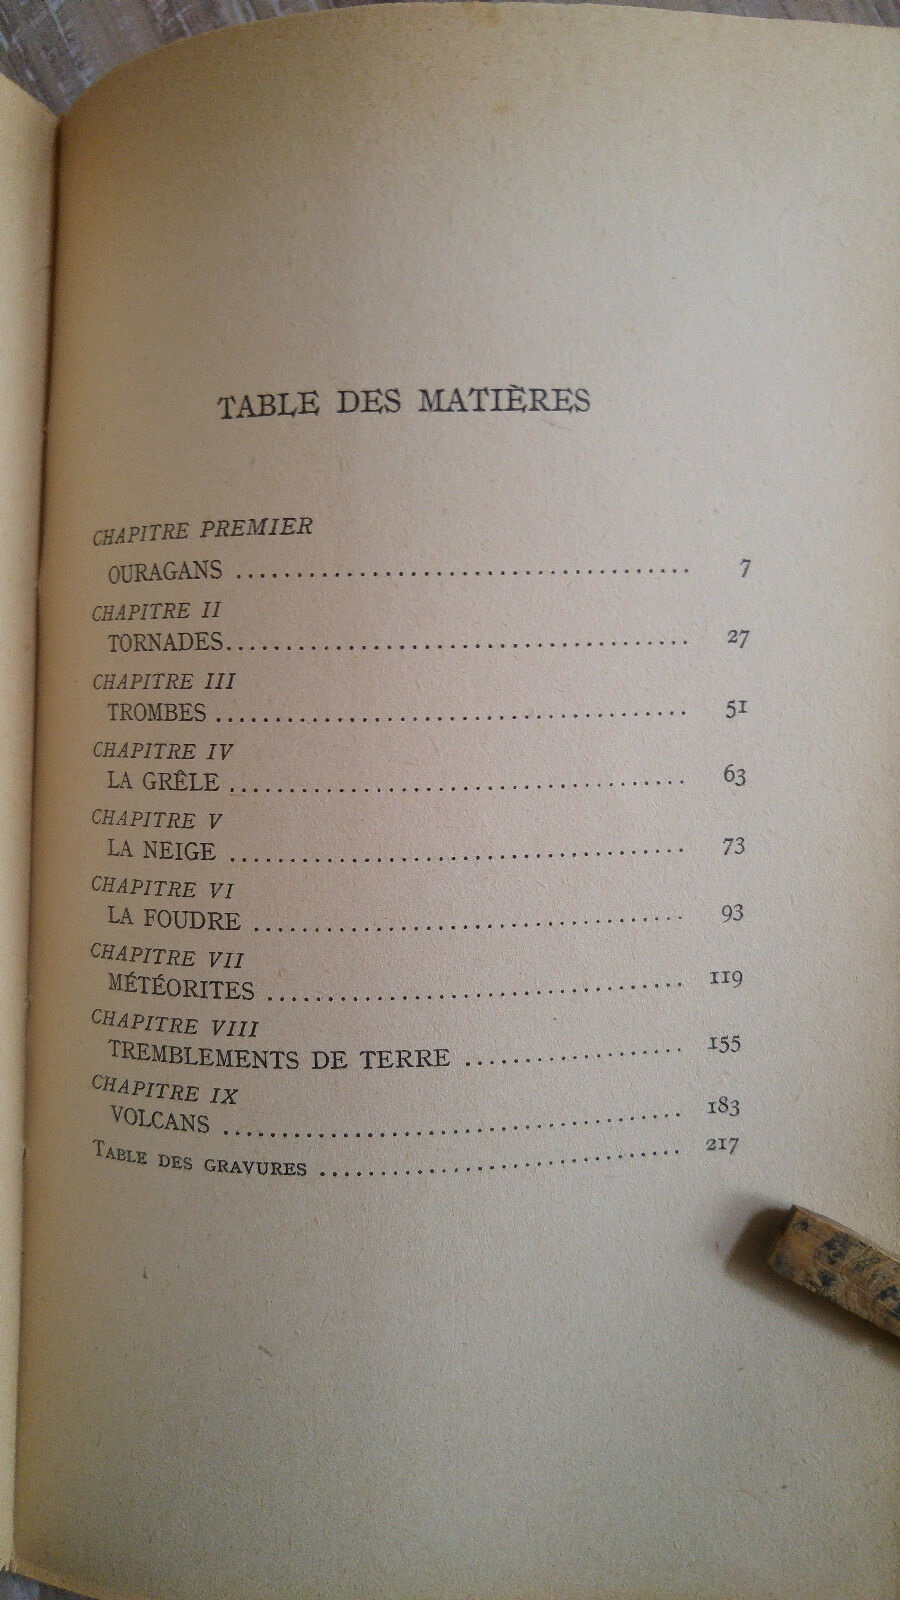 TABLE DES MATIÈRES
CHAPITRE PREMIER
OURAGANS ........................................ 7
CHAPITRE II
TORNADES........................................ 27
CHAPITRE III
TROMBES ........................................ 51
CHAPITRE IV
LA GRÊLE ........................................ 63
CHAPITRE V
LA NEIGE ........................................ 73
CHAPITRE VI
LA FOUDRE ..................................... 93
CHAPITRE VII
MÉTÉORITES ................................... 119
CHAPITRE VIII
TREMBLEMENTS DE TERRE ................... 155
CHAPITRE IX
VOLCANS ........................................ 183
TABLE DES GRAVURES .............................. 217